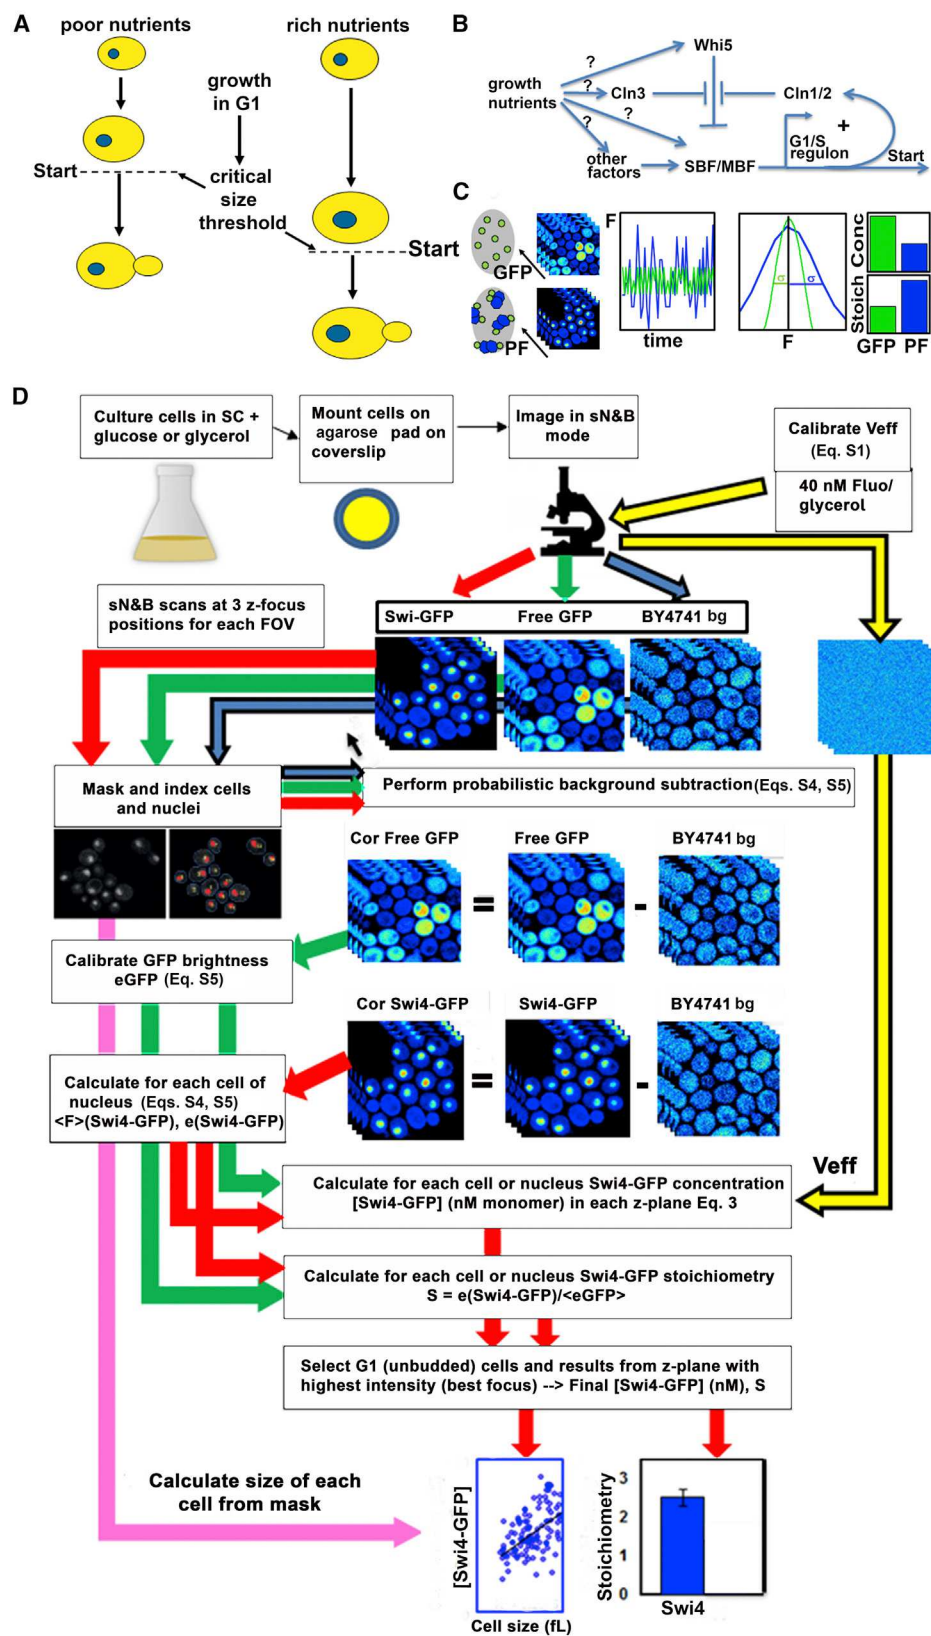 A
poor nutrients
rich nutrients
growth
in G1
Start
critical
size
threshold
Start
B
Whi5
?
growth
nutrients
?
Cln3
Cln1/2
?
?
+
G1/S
regulon
other
factors
SBF/MBF
Start
C
GFP
PF
F
time
σ
σ
F
Conc
Stoich
GFP
PF
D
Culture cells in SC +
glucose or glycerol
Mount cells on
agarose pad on
coverslip
Image in sN&B
mode
Calibrate Veff
(Eq. S1)
40 nM Fluo/
glycerol
sN&B scans at 3 z-focus
positions for each FOV
Swi-GFP
Free GFP
BY4741 bg
Mask and index cells
and nuclei
Perform probabilistic background subtraction(Eqs. S4, S5)
Cor Free GFP
Free GFP
BY4741 bg
=
-
Calibrate GFP brightness
eGFP (Eq. S5)
Cor Swi4-GFP
Swi4-GFP
BY4741 bg
=
-
Calculate for each cell of
nucleus (Eqs. S4, S5)
<F>(Swi4-GFP), e(Swi4-GFP)
Veff
Calculate for each cell or nucleus Swi4-GFP concentration
[Swi4-GFP] (nM monomer) in each z-plane Eq. 3
Calculate for each cell or nucleus Swi4-GFP stoichiometry
S = e(Swi4-GFP)/<eGFP>
Select G1 (unbudded) cells and results from z-plane with
highest intensity (best focus) --> Final [Swi4-GFP] (nM), S
Calculate size of each
cell from mask
[Swi4-GFP]
Cell size (fL)
Stoichiometry
3
2
1
0
Swi4